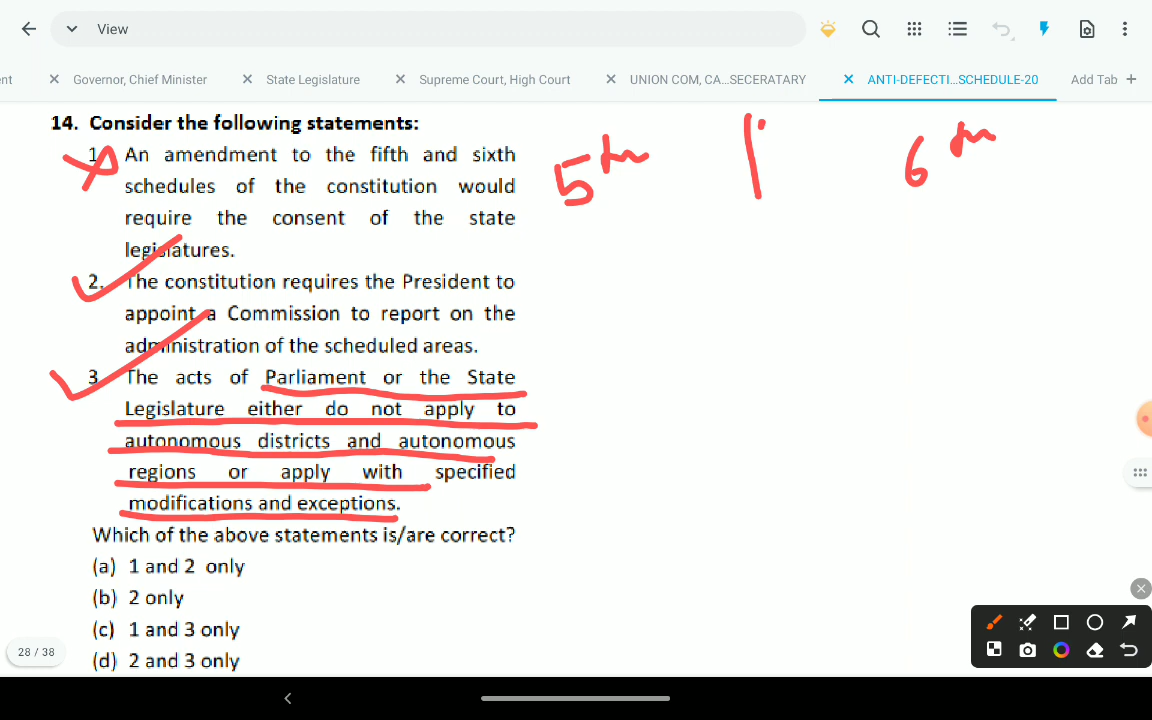 View
nt
Governor, Chief Minister
State Legislature
Supreme Court, High Court
UNION COM, CA...SECERATARY
ANTI-DEFECTI...SCHEDULE-20
Add Tab +
14. Consider the following statements:
1. An amendment to the fifth and sixth
schedules of the constitution would
require the consent of the state
legislatures.
2. The constitution requires the President to
appoint a Commission to report on the
administration of the scheduled areas.
3. The acts of Parliament or the State
Legislature either do not apply to
autonomous districts and autonomous
regions or apply with specified
modifications and exceptions.
Which of the above statements is/are correct?
(a) 1 and 2 only
(b) 2 only
(c) 1 and 3 only
(d) 2 and 3 only
5th
6th
28 / 38